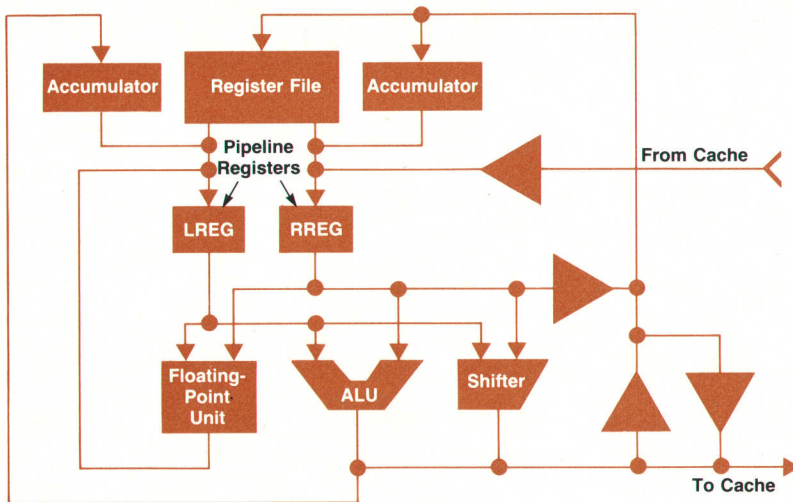 Accumulator
Register File
Accumulator
Pipeline
Registers
From Cache
LREG
RREG
Floating-
Point
Unit
ALU
Shifter
To Cache